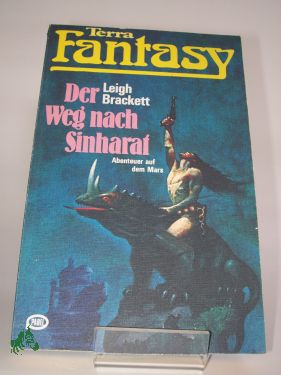 Terra
Fantasy
Der Leigh
Brackett
Weg nach
Sinharat
Abenteuer auf
dem Mars
PABEL